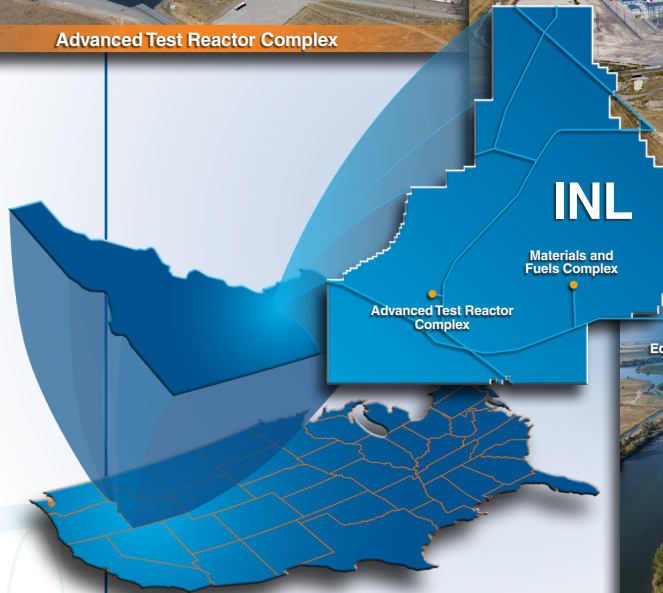 Advanced Test Reactor Complex
INL
Materials and
Fuels Complex
Advanced Test Reactor
Complex